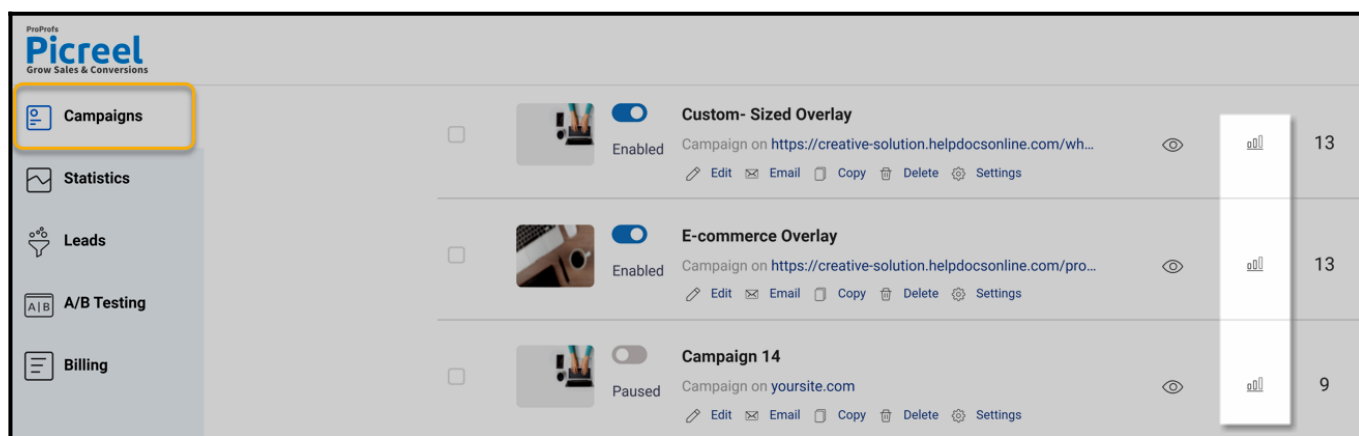 ProProfs
Picreel
Grow Sales & Conversions
Campaigns
Statistics
Leads
A|B
A/B Testing
Billing
Custom- Sized Overlay
Enabled
Campaign on https://creative-solution.helpdocsonline.com/wh...
Edit Email Copy Delete Settings
13
E-commerce Overlay
Enabled
Campaign on https://creative-solution.helpdocsonline.com/pro...
Edit Email Copy Delete Settings
13
Campaign 14
Paused
Campaign on yoursite.com
Edit Email Copy Delete Settings
9